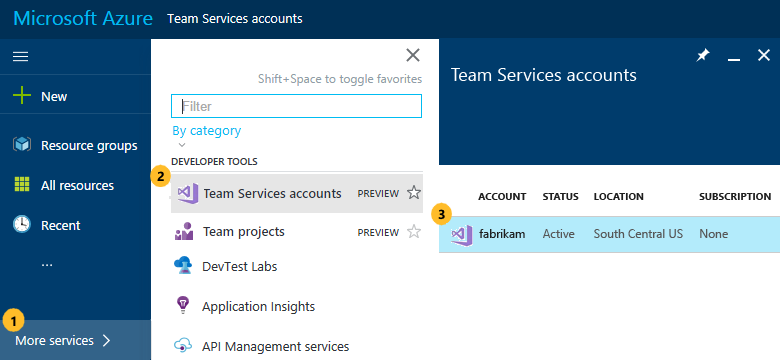 Microsoft Azure Team Services accounts
New
Resource groups
All resources
Recent
...
1
More services
Shift+Space to toggle favorites
Filter
By category
DEVELOPER TOOLS
2
Team Services accounts PREVIEW
Team projects PREVIEW
DevTest Labs
Application Insights
API Management services
Team Services accounts
ACCOUNT STATUS LOCATION SUBSCRIPTION
3
fabrikam Active South Central US None